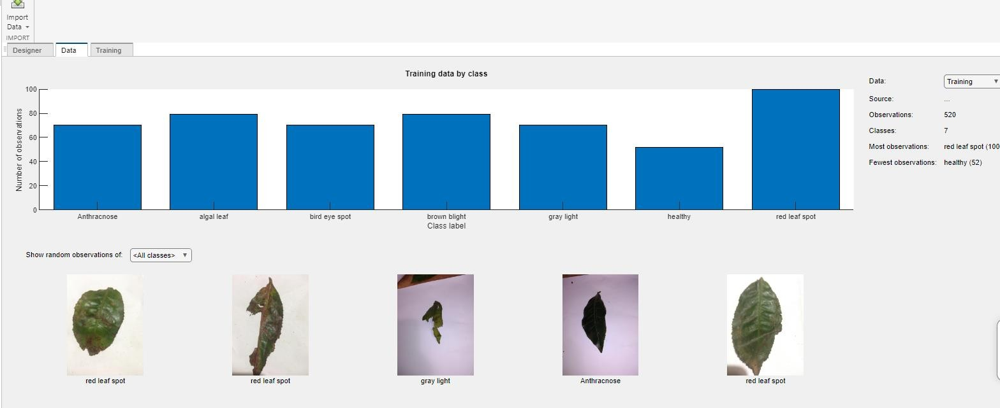 Import
Data
IMPORT
Designer
Data
Training
Training data by class
Number of observations
100
80
60
40
20
0
Anthracnose
algal leaf
bird eye spot
brown blight
gray light
healthy
red leaf spot
Class label
Data:
Training
Source:
...
Observations:
520
Classes:
7
Most observations:
red leaf spot (100
Fewest observations:
healthy (52)
Show random observations of:
<All classes>
red leaf spot
red leaf spot
gray light
Anthracnose
red leaf spot